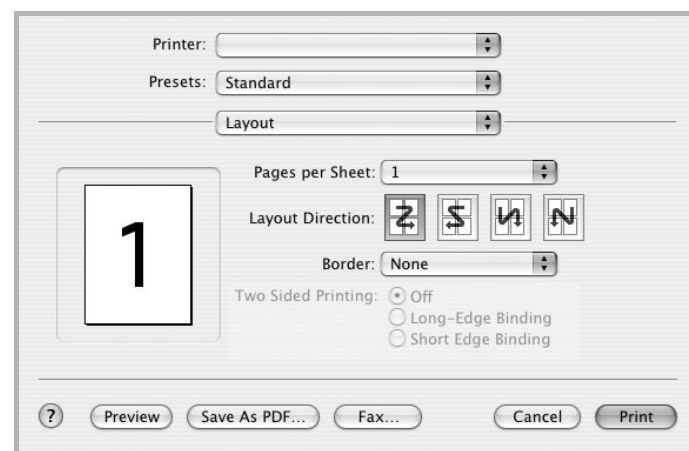 Printer:
Presets: Standard
Layout
Pages per Sheet: 1
Layout Direction:
Border: None
Two Sided Printing: Off
Long-Edge Binding
Short Edge Binding
1
? Preview Save As PDF... Fax... Cancel Print